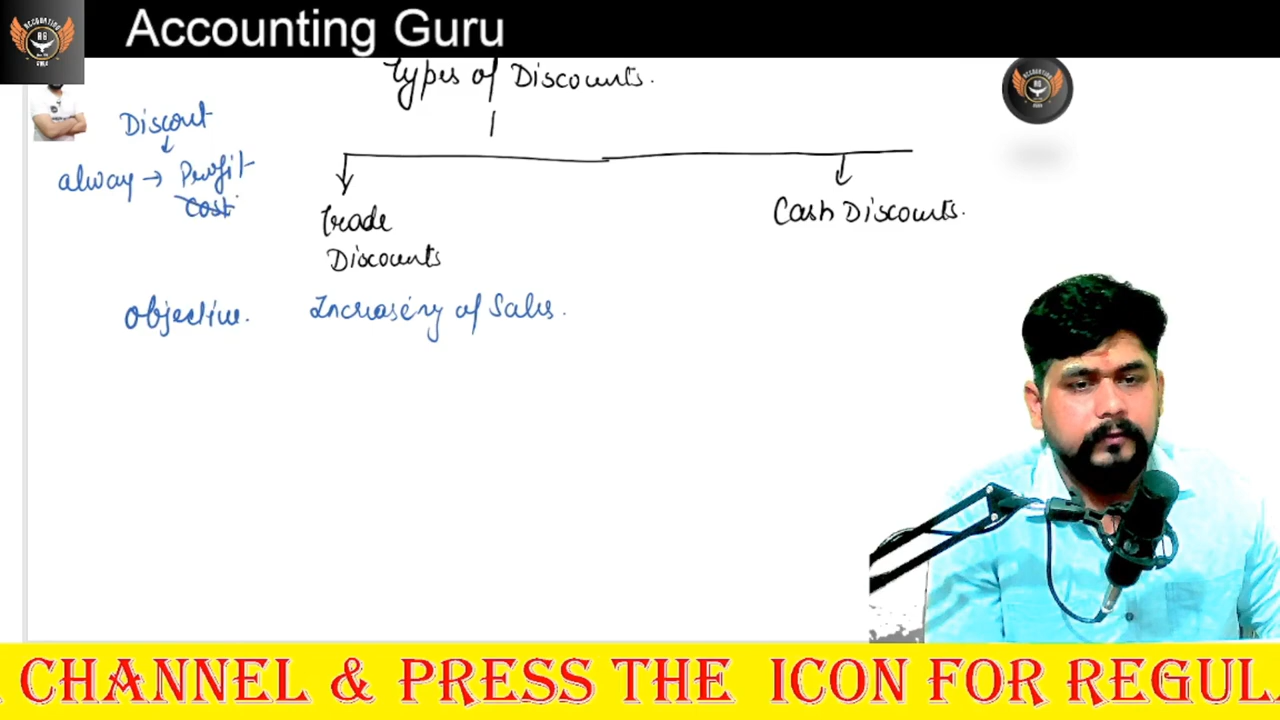 Accounting Guru
Types of Discounts.
Discout
alway → Profit
Cost
Trade
Discounts
Cash Discounts.
Objective. Increasing of Sales.
CHANNEL & PRESS THE ICON FOR REGUL